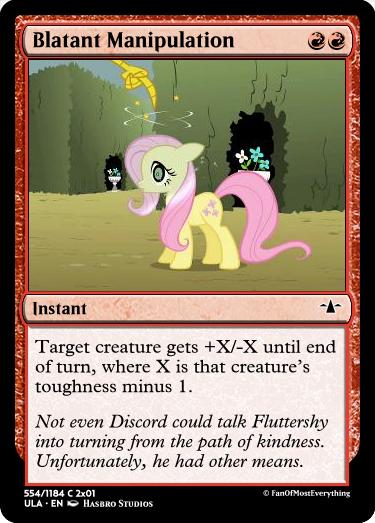 Blatant Manipulation
Instant
Target creature gets +X/-X until end
of turn, where X is that creature's
toughness minus 1.
Not even Discord could talk Fluttershy
into turning from the path of kindness.
Unfortunately, he had other means.
554/1184 C 2x01
ULA · EN Hasbro Studios
© FanOfMostEverything